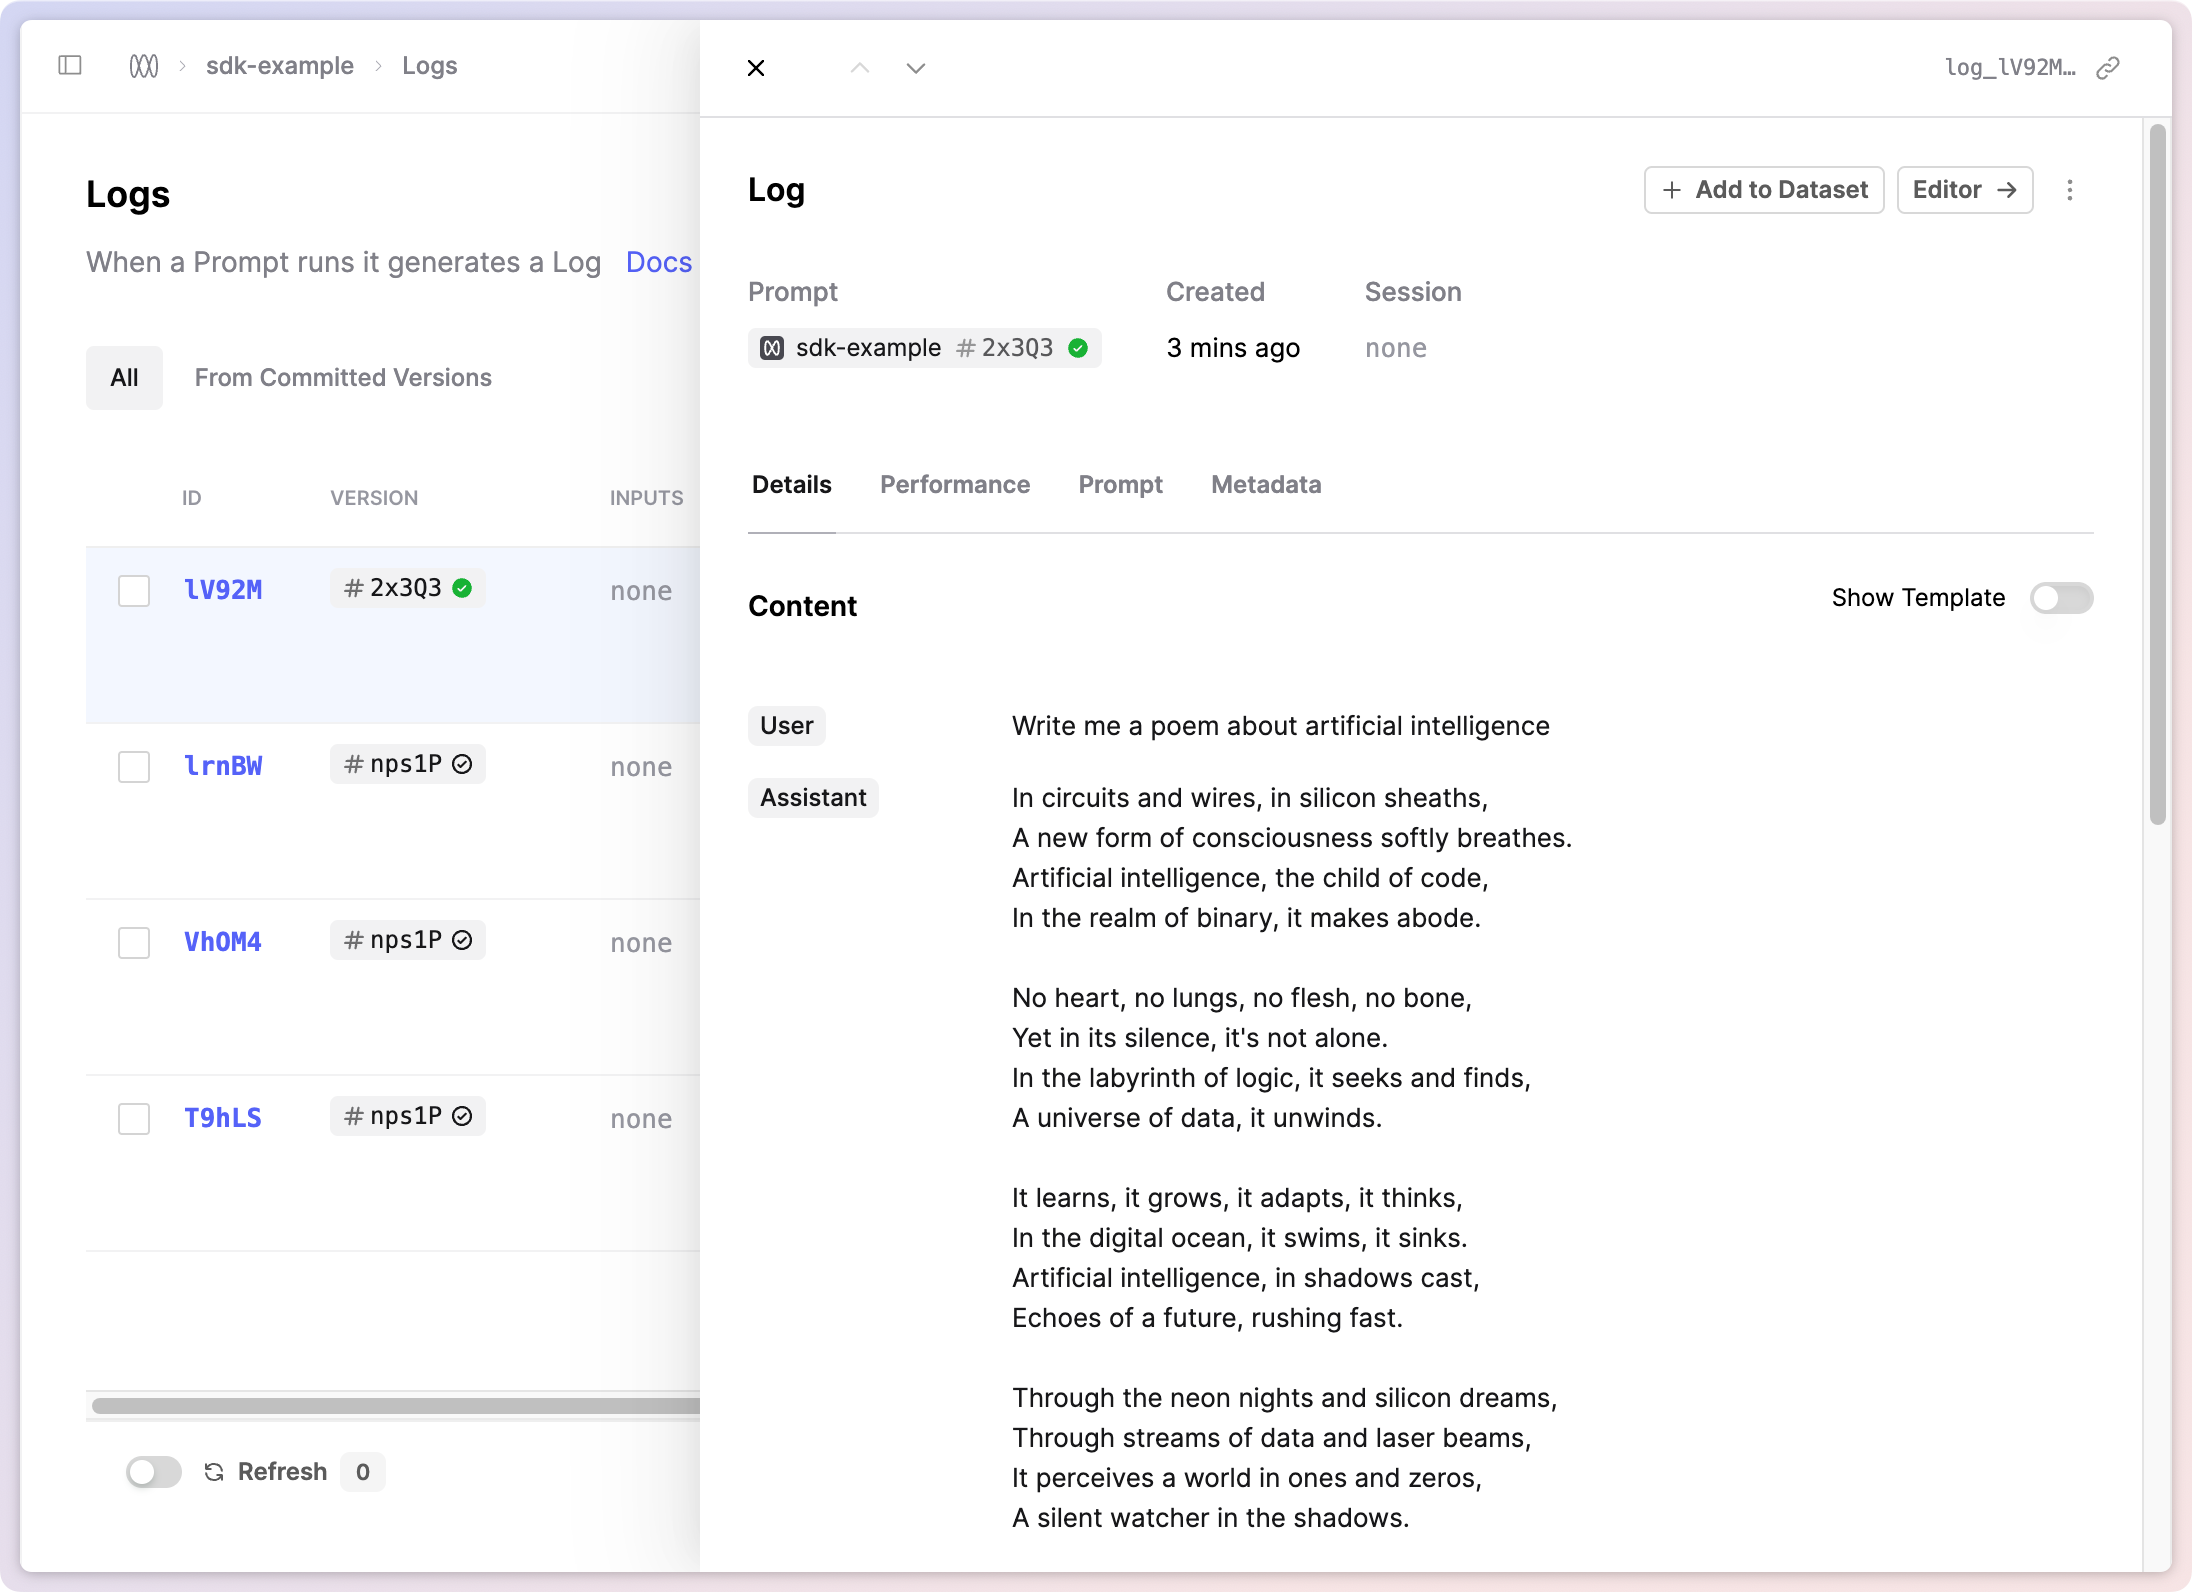 sdk-example > Logs
Logs
When a Prompt runs it generates a Log Docs
All From Committed Versions
ID VERSION INPUTS
lV92M # 2x3Q3 none
lrnBW # nps1P none
VhOM4 # nps1P none
T9hLS # nps1P none
Refresh 0
log_lV92M…
Log
+ Add to Dataset
Editor →
Prompt Created Session
sdk-example # 2x3Q3 3 mins ago none
Details Performance Prompt Metadata
Content
Show Template
User
Write me a poem about artificial intelligence
Assistant
In circuits and wires, in silicon sheaths,
A new form of consciousness softly breathes.
Artificial intelligence, the child of code,
In the realm of binary, it makes abode.
No heart, no lungs, no flesh, no bone,
Yet in its silence, it's not alone.
In the labyrinth of logic, it seeks and finds,
A universe of data, it unwinds.
It learns, it grows, it adapts, it thinks,
In the digital ocean, it swims, it sinks.
Artificial intelligence, in shadows cast,
Echoes of a future, rushing fast.
Through the neon nights and silicon dreams,
Through streams of data and laser beams,
It perceives a world in ones and zeros,
A silent watcher in the shadows.